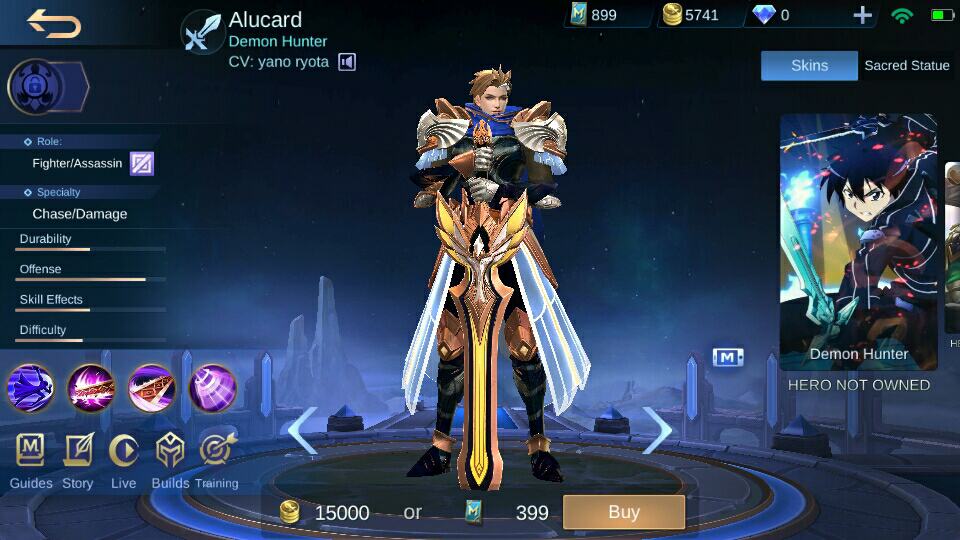 Alucard
Demon Hunter
CV: yano ryota
899
5741
0
Skins
Sacred Statue
Role:
Fighter/Assassin
Specialty
Chase/Damage
Durability
Offense
Skill Effects
Difficulty
M
Demon Hunter
HERO NOT OWNED
M
Guides
Story
Live
Builds
Training
15000 or 399
Buy